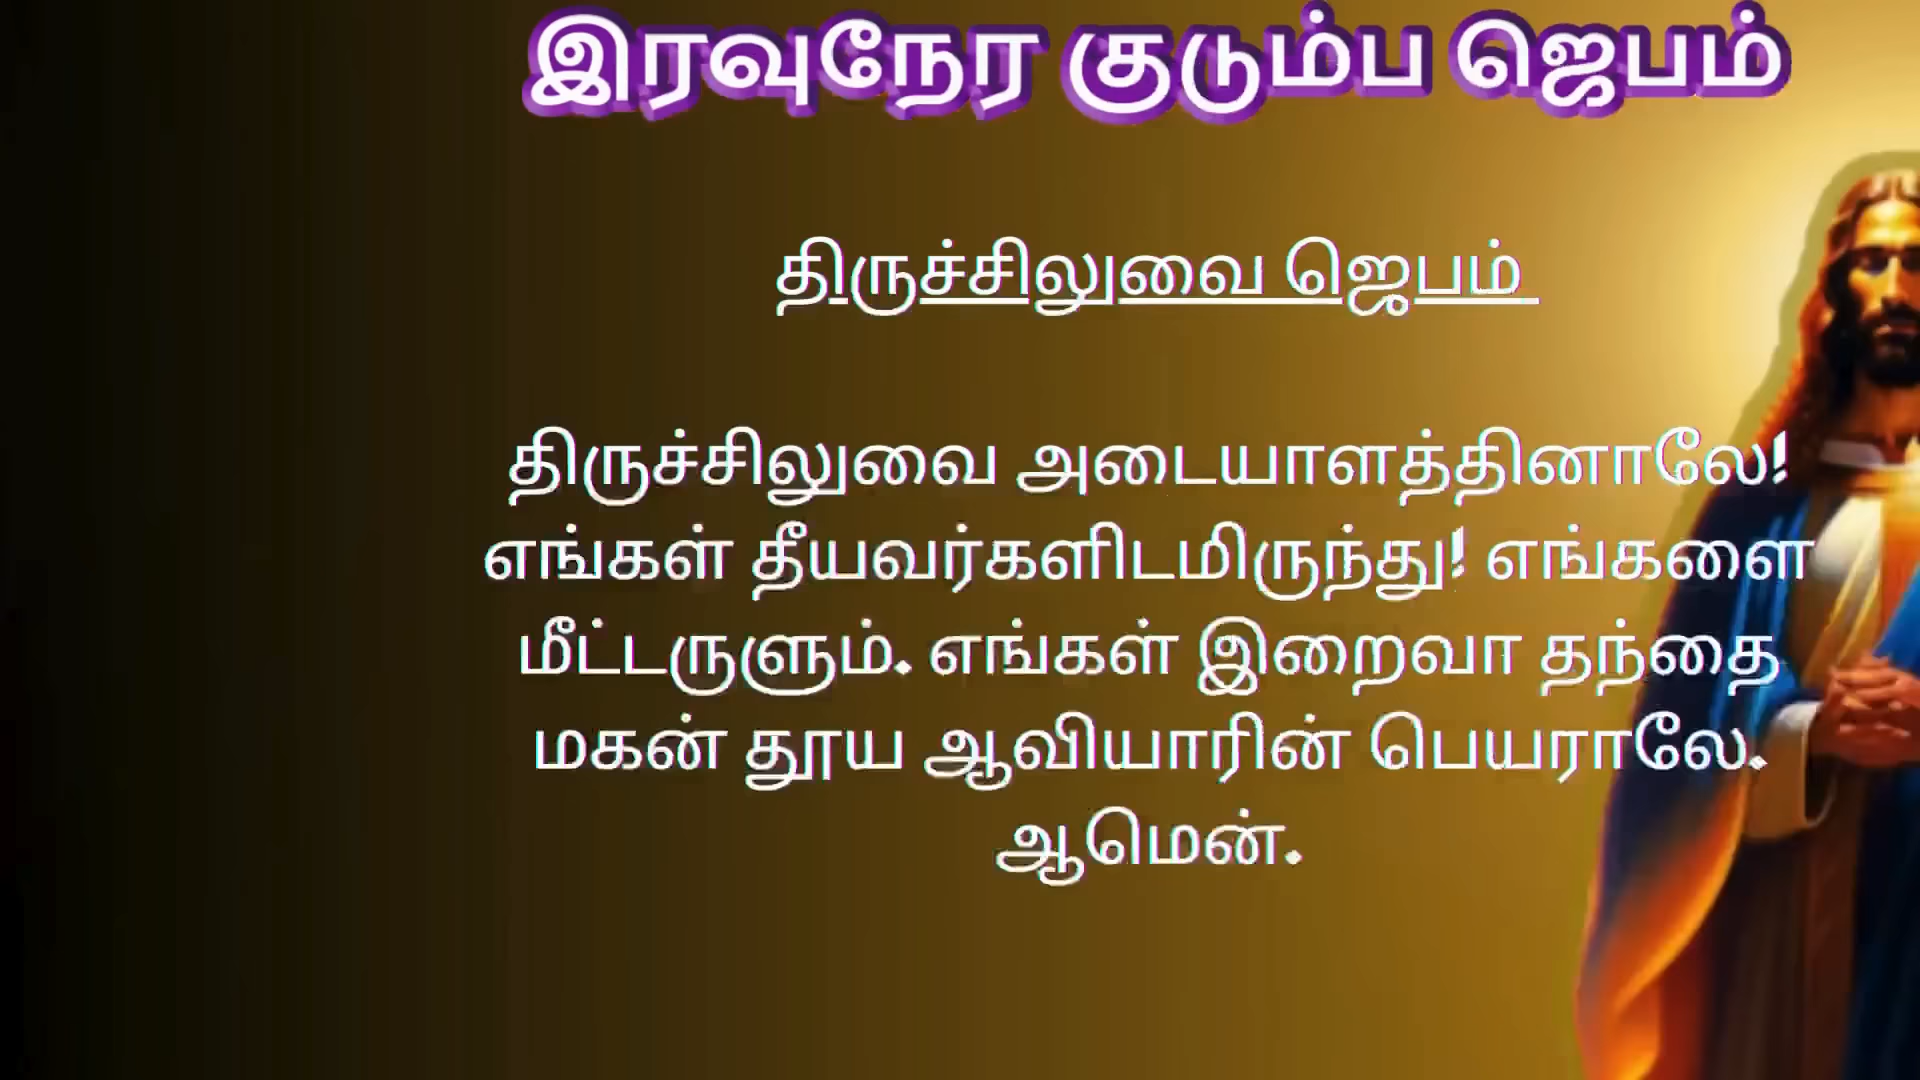 இரவுநேர குடும்ப ஜெபம்
திருச்சிலுவை ஜெபம்
திருச்சிலுவை அடையாளத்தினாலே!
எங்கள் தீயவர்களிடமிருந்து! எங்களை
மீட்டருளும். எங்கள் இறைவா தந்தை
மகன் தூய ஆவியாரின் பெயராலே.
ஆமென்.